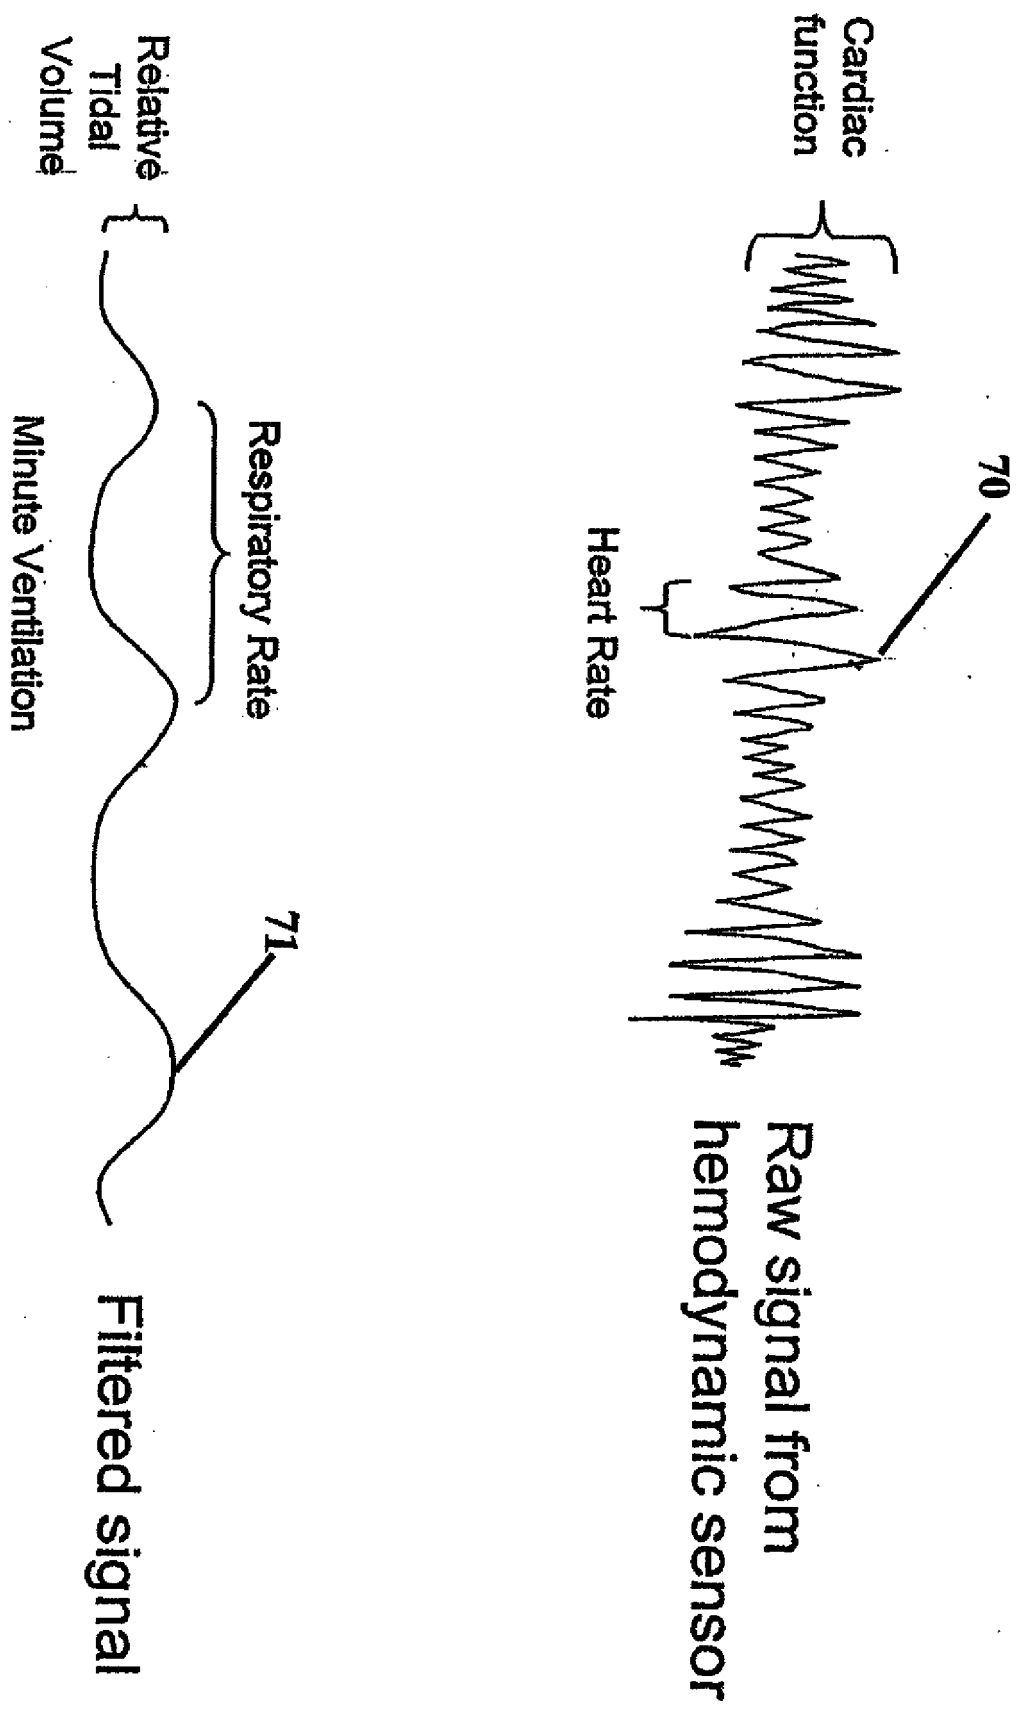 70
Cardiac
function
Heart Rate
Raw signal from
hemodynamic sensor
Respiratory Rate
71
Relative
Tidal
Volume
Minute Ventilation
Filtered signal